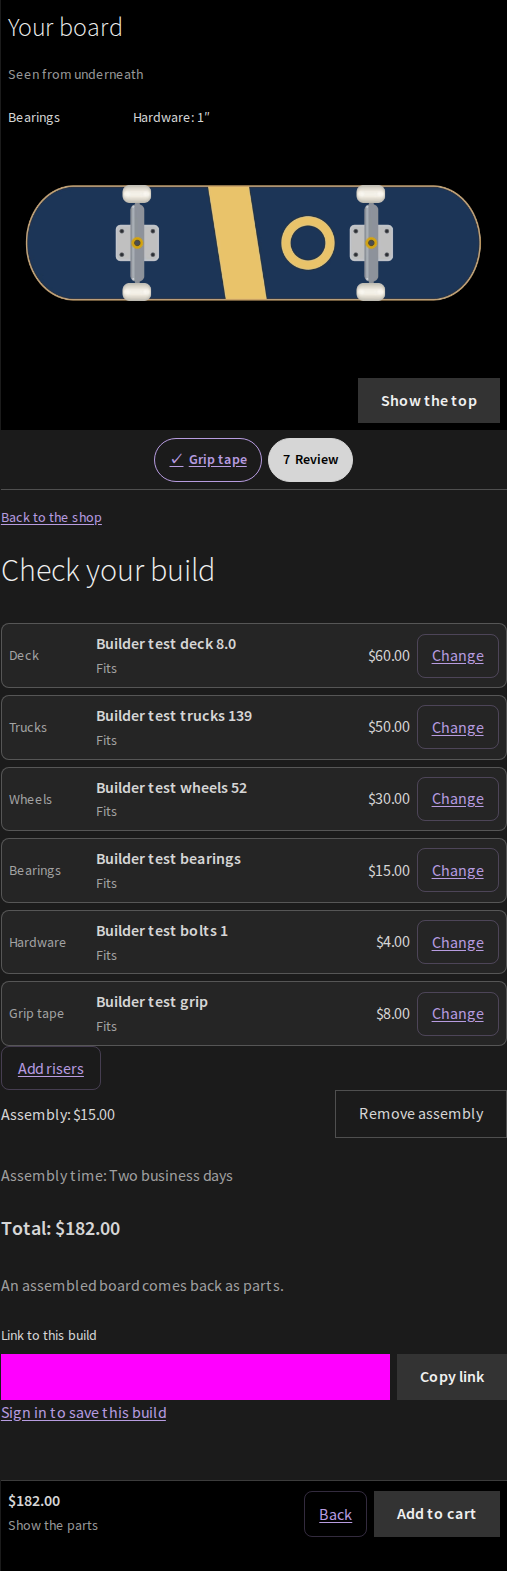 Your board
Seen from underneath
Bearings
Hardware: 1″
Show the top
✓ Grip tape
7 Review
Back to the shop
Check your build
Deck
Builder test deck 8.0
Fits
$60.00
Change
Trucks
Builder test trucks 139
Fits
$50.00
Change
Wheels
Builder test wheels 52
Fits
$30.00
Change
Bearings
Builder test bearings
Fits
$15.00
Change
Hardware
Builder test bolts 1
Fits
$4.00
Change
Grip tape
Builder test grip
Fits
$8.00
Change
Add risers
Assembly: $15.00
Remove assembly
Assembly time: Two business days
Total: $182.00
An assembled board comes back as parts.
Link to this build
Copy link
Sign in to save this build
$182.00
Show the parts
Back
Add to cart